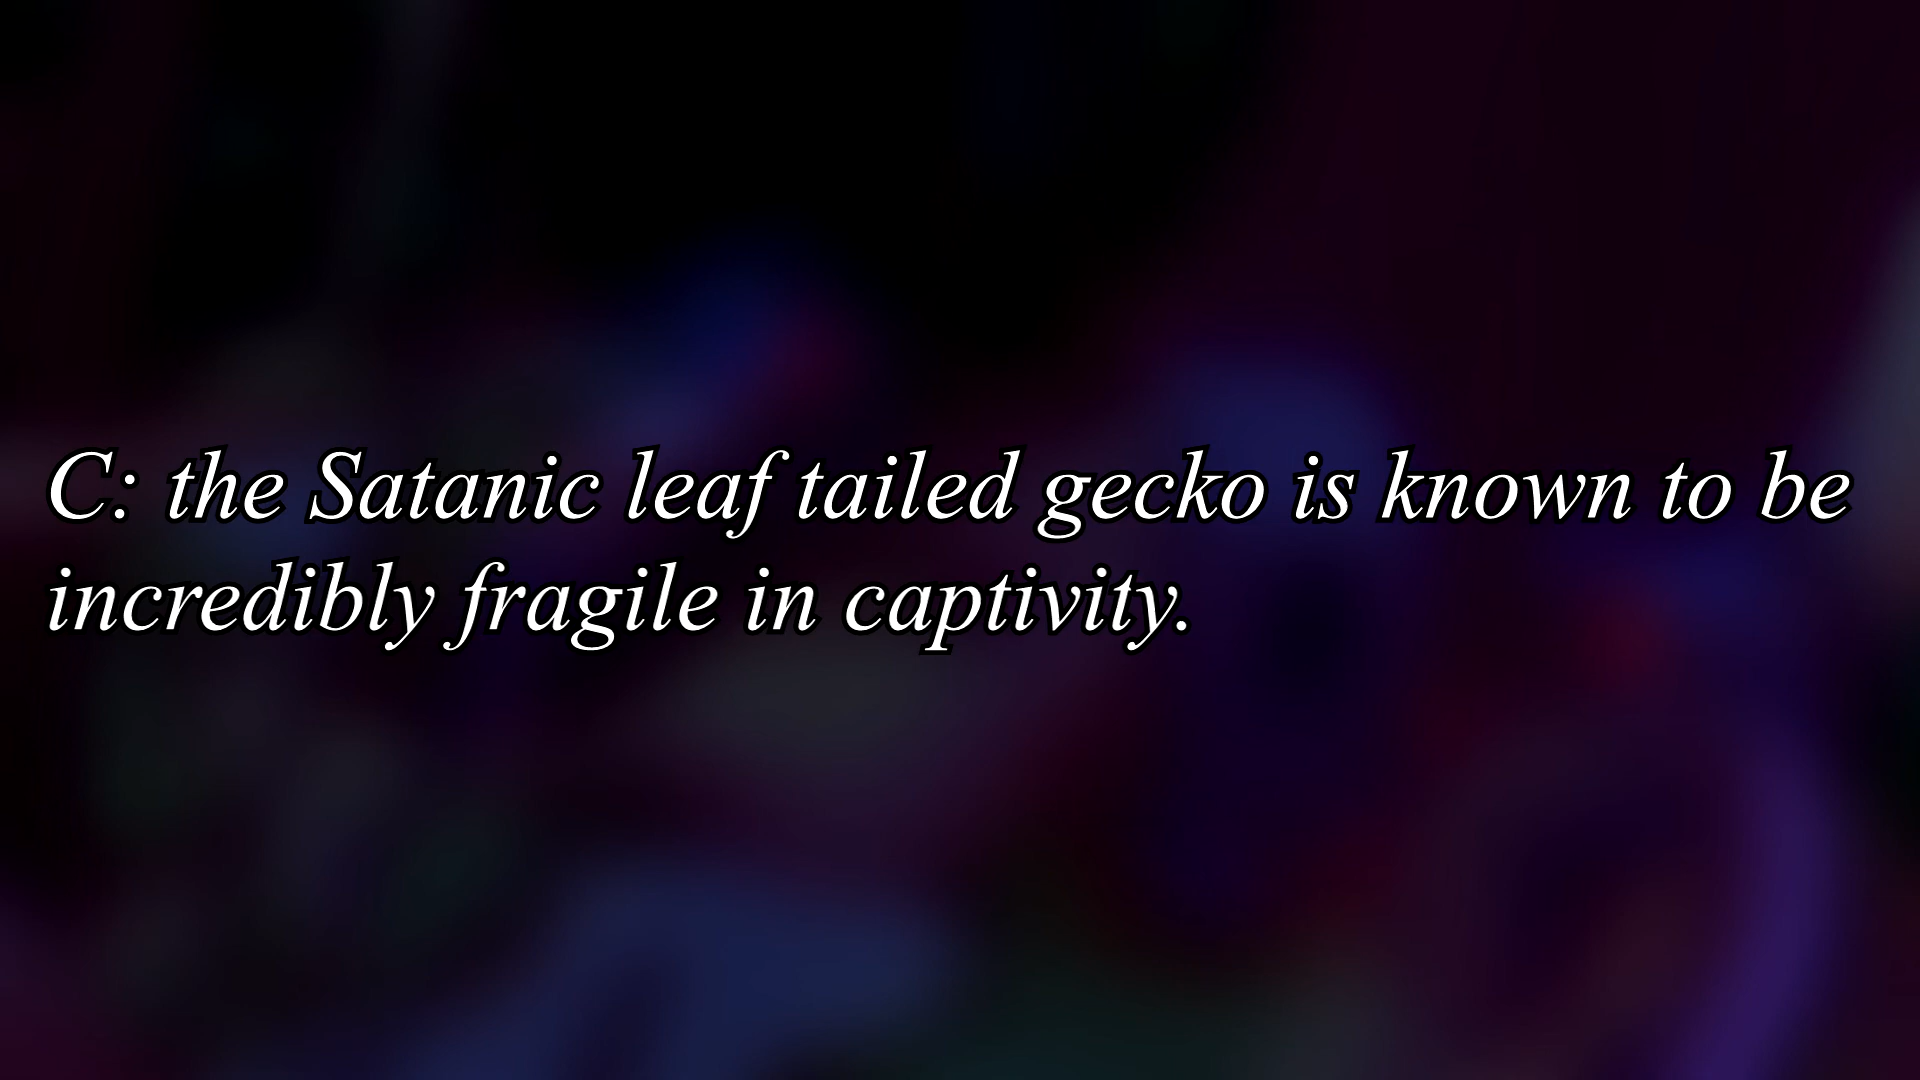 C: the Satanic leaf tailed gecko is known to be
incredibly fragile in captivity.